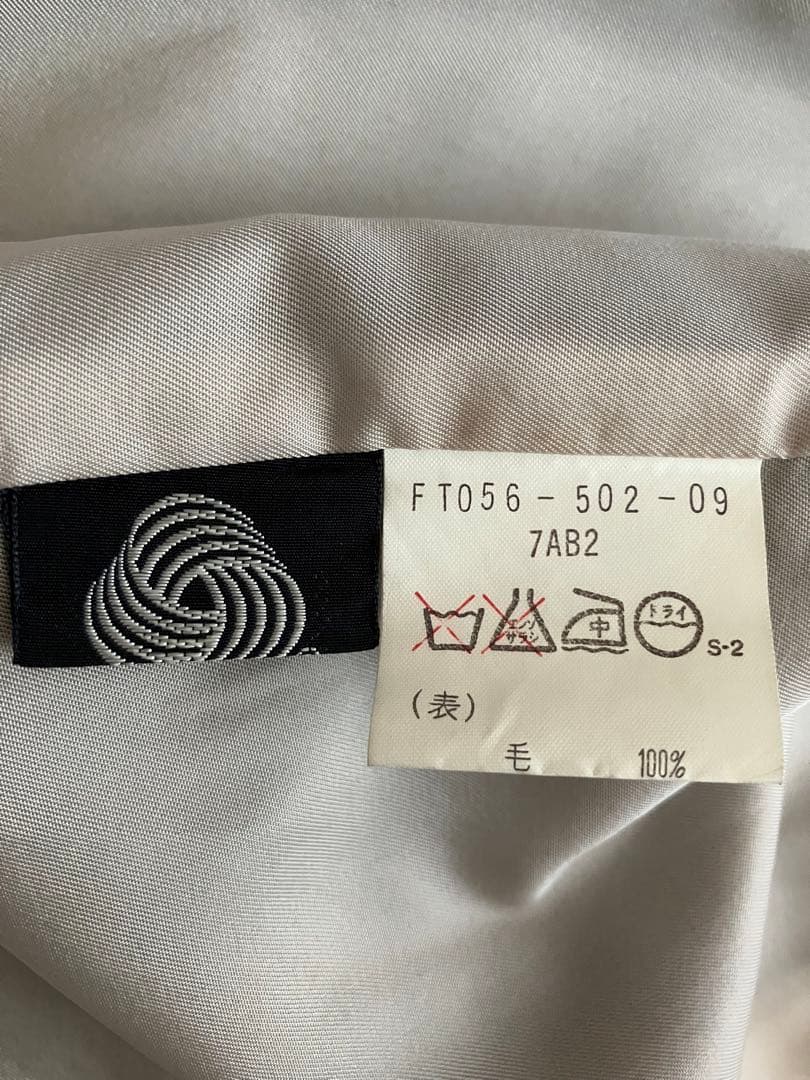 FT056-502-09
7AB2
エンソ
サラシ
中
ドライ
S-2
(表)
毛 100%